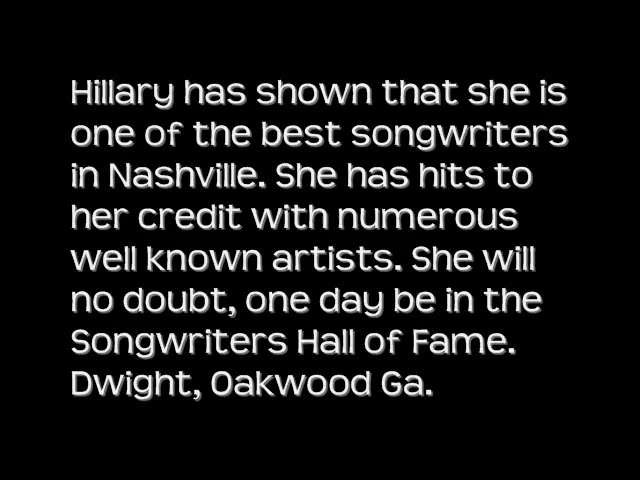 Hillary has shown that she is
one of the best songwriters
in Nashville. She has hits to
her credit with numerous
well known artists. She will
no doubt, one day be in the
Songwriters Hall of Fame.
Dwight, Oakwood Ga.